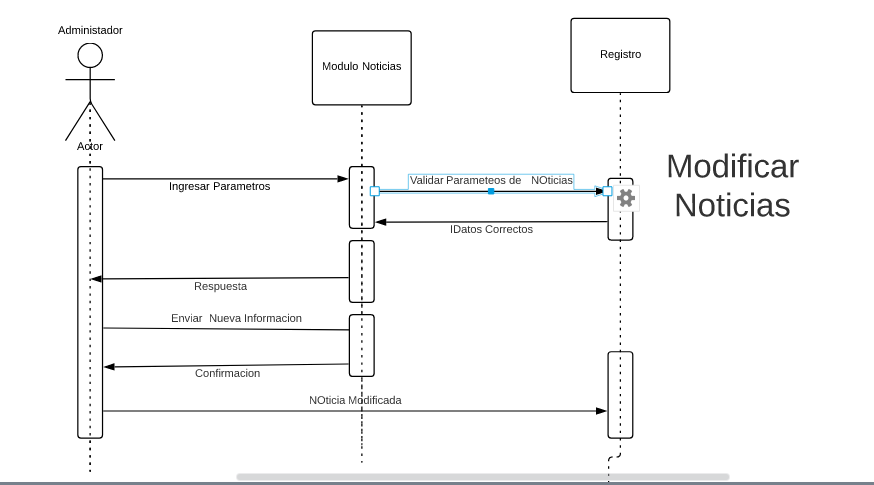 Administador
Modulo Noticias
Registro
Actor
Modificar
Noticias
Validar Parameteos de NOticias
Ingresar Parametros
IDatos Correctos
Respuesta
Enviar Nueva Informacion
Confirmacion
NOticia Modificada